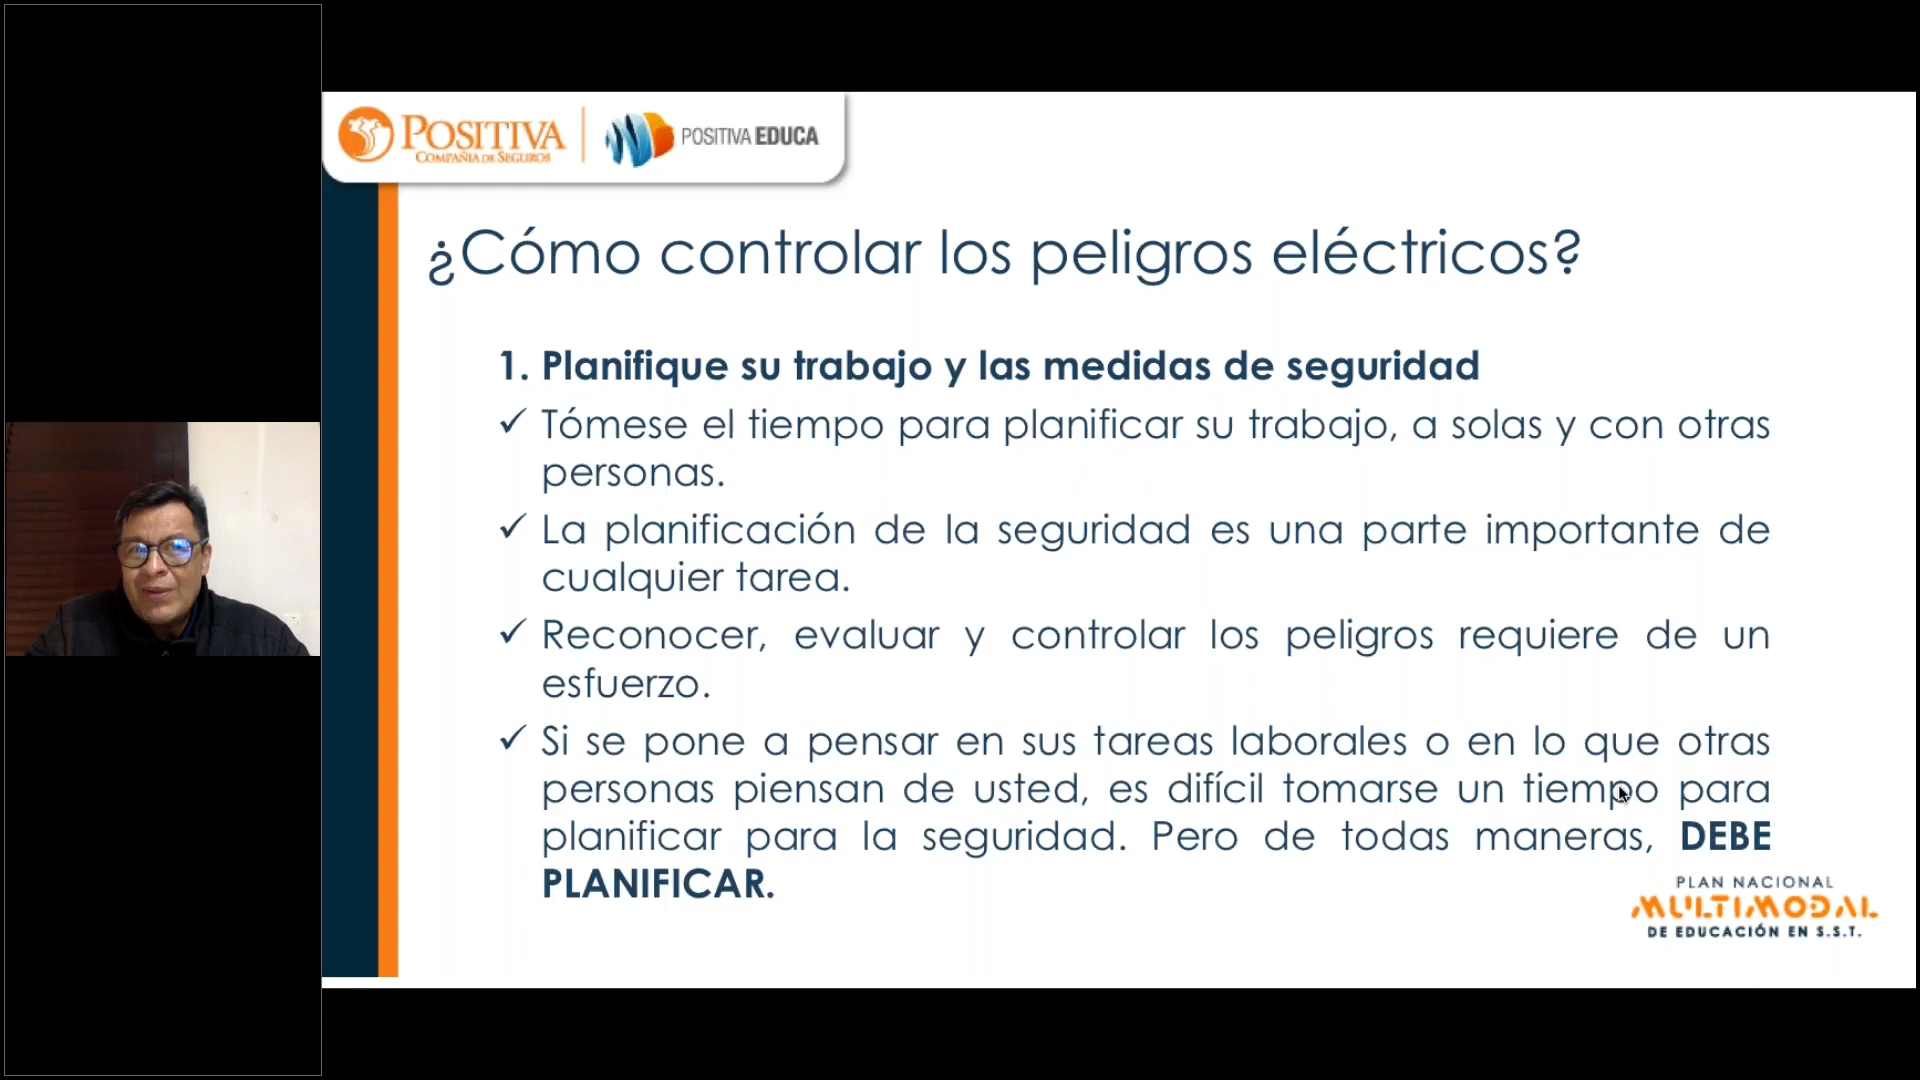 POSITIVA
COMPAÑIA DE SEGUROS
POSITIVA EDUCA
¿Cómo controlar los peligros eléctricos?
1. Planifique su trabajo y las medidas de seguridad
✓ Tómese el tiempo para planificar su trabajo, a solas y con otras
personas.
✓ La planificación de la seguridad es una parte importante de
cualquier tarea.
✓ Reconocer, evaluar y controlar los peligros requiere de un
esfuerzo.
✓ Si se pone a pensar en sus tareas laborales o en lo que otras
personas piensan de usted, es difícil tomarse un tiempo para
planificar para la seguridad. Pero de todas maneras, DEBE
PLANIFICAR.
PLAN NACIONAL
MULTIMODAL
DE EDUCACIÓN EN S.S.T.